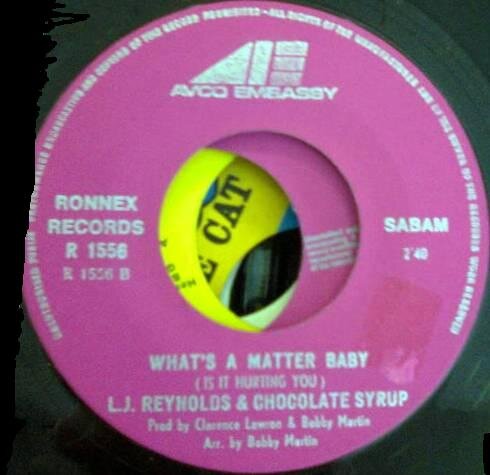 AVCO EMBASSY
RONNEX
RECORDS
R 1556
R 1556 B
SABAM
2'40
E CAT
WHAT'S A MATTER BABY
( IS IT HURTING YOU )
L.J. REYNOLDS & CHOCOLATE SYRUP
Prod by Clarence Lawron & Bobby Martin
Arr. by Bobby Martin